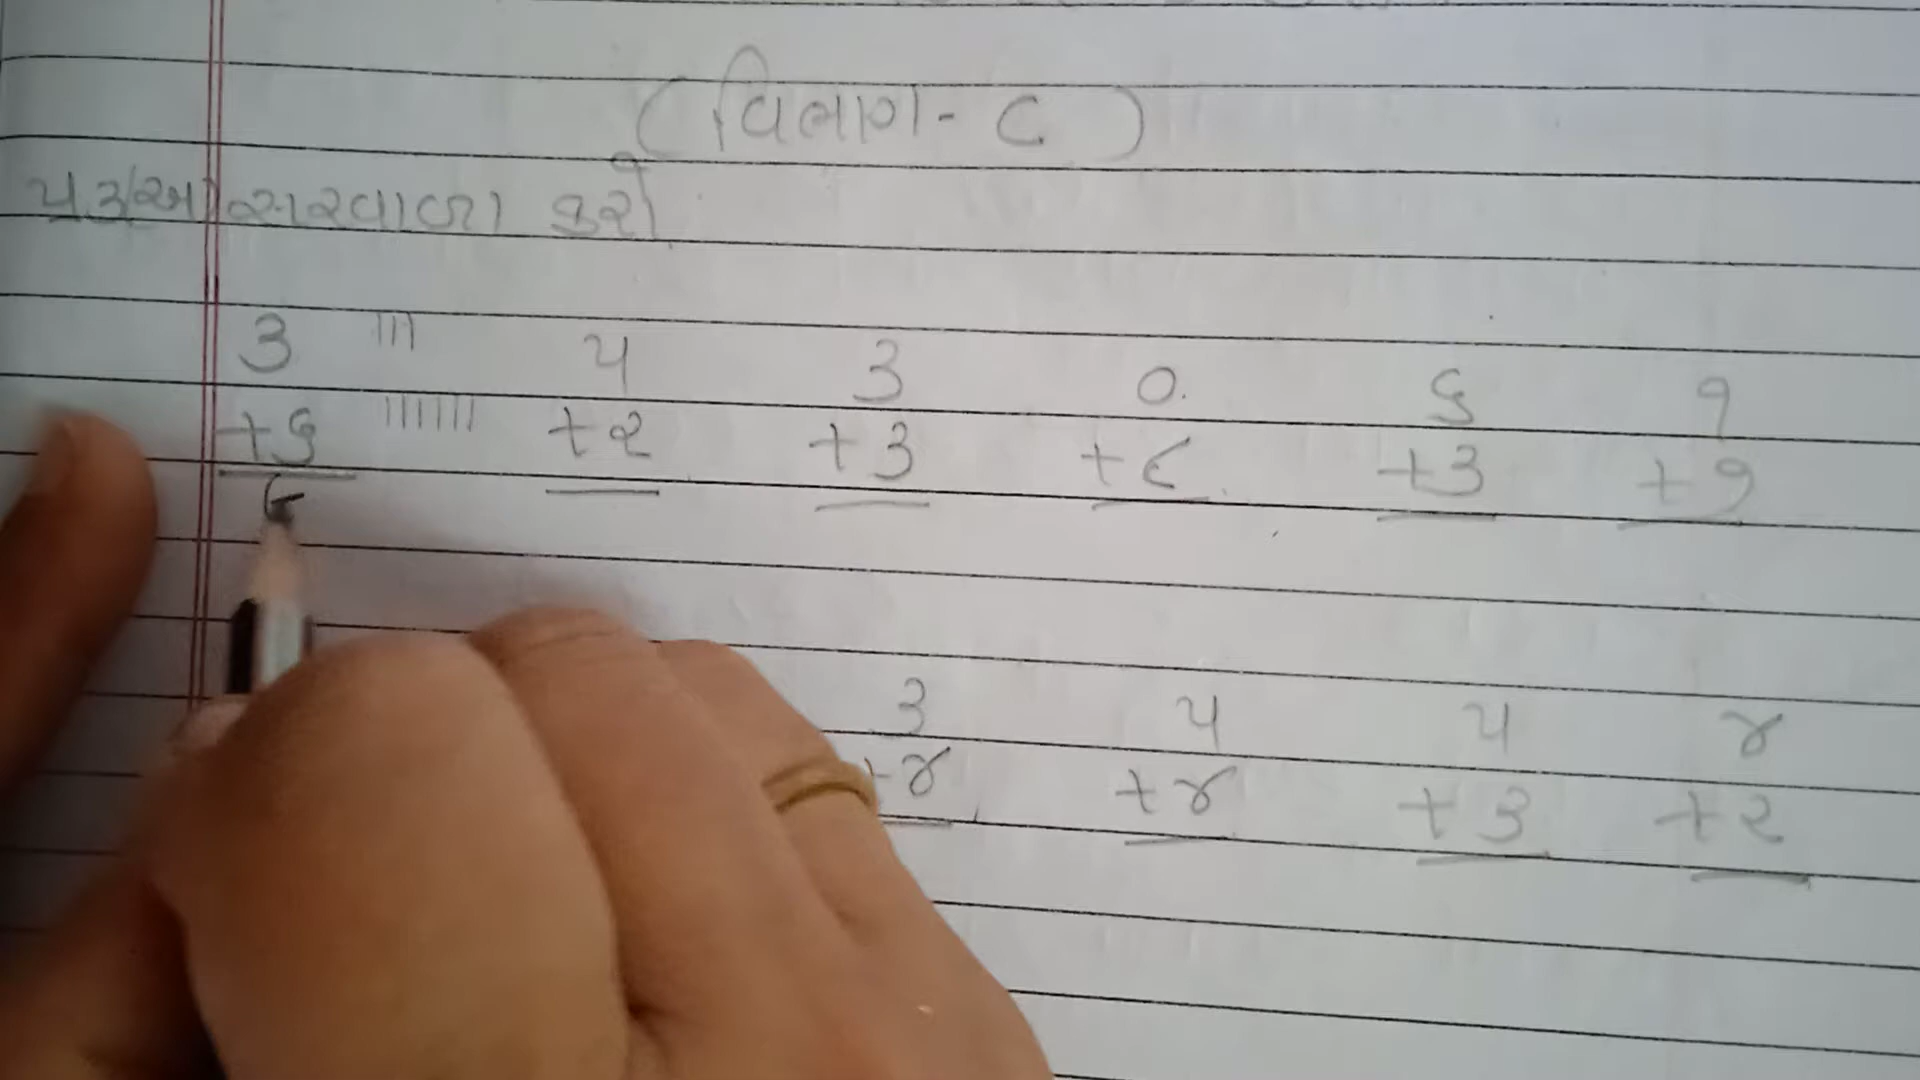 (વિભાગ - C)
પ્ર૩/અ સરવાળા કરો
૩ ૫ ૩ ૦ ૬ ૧
+૬ +૨ +૩ +૮ +૩ +૧
૩ ૫ ૫ ૪
+૪ +૪ +૩ +૨